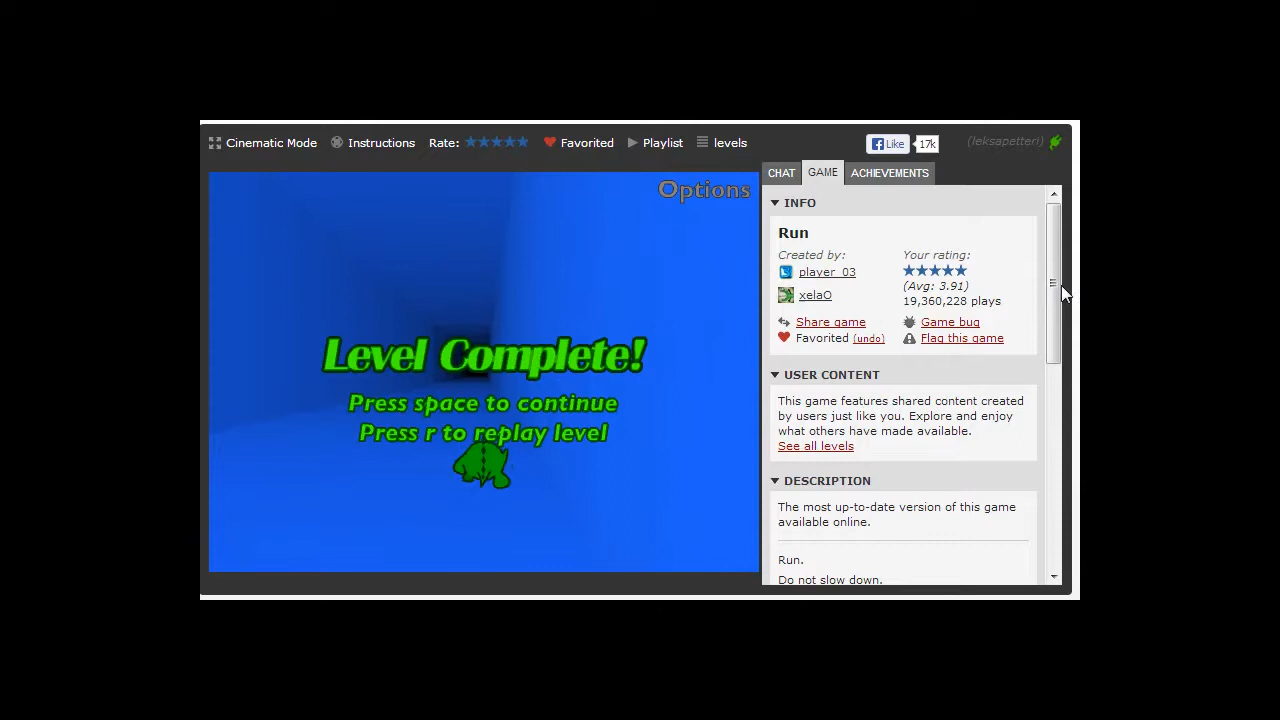 Cinematic Mode Instructions Rate: Favorited Playlist levels Like 17k (leksapetteri)
CHAT GAME ACHIEVEMENTS
Options
Level Complete!
Press space to continue
Press r to replay level
INFO
Run
Created by: Your rating:
player_03
(Avg: 3.91)
xelaO 19,360,228 plays
Share game Game bug
Favorited (undo) Flag this game
USER CONTENT
This game features shared content created
by users just like you. Explore and enjoy
what others have made available.
See all levels
DESCRIPTION
The most up-to-date version of this game
available online.
Run.
Do not slow down.